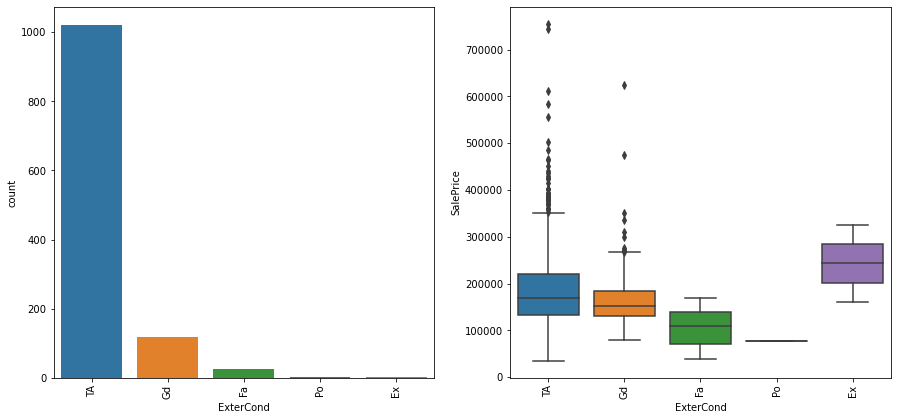 1000
800
600
400
200
0
count
TA
Gd
Fa
Po
Ex
ExterCond
700000
600000
500000
400000
300000
200000
100000
0
SalePrice
TA
Gd
Fa
Po
Ex
ExterCond